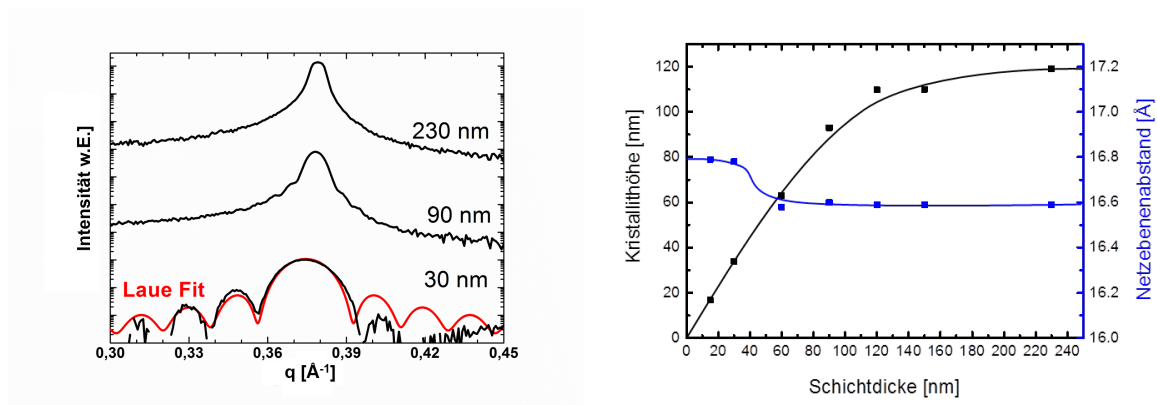 Intensität w.E.]
230 nm
90 nm
30 nm
Laue Fit
0,30 0,33 0,36 0,39 0,42 0,45
q [Å-1]
Kristallithöhe [nm]
120
100
80
60
40
20
0
0 20 40 60 80 100 120 140 160 180 200 220 240
Schichtdicke [nm]
17.2
17.0
16.8
16.6
16.4
16.2
16.0
Netzebenenabstand [Å]